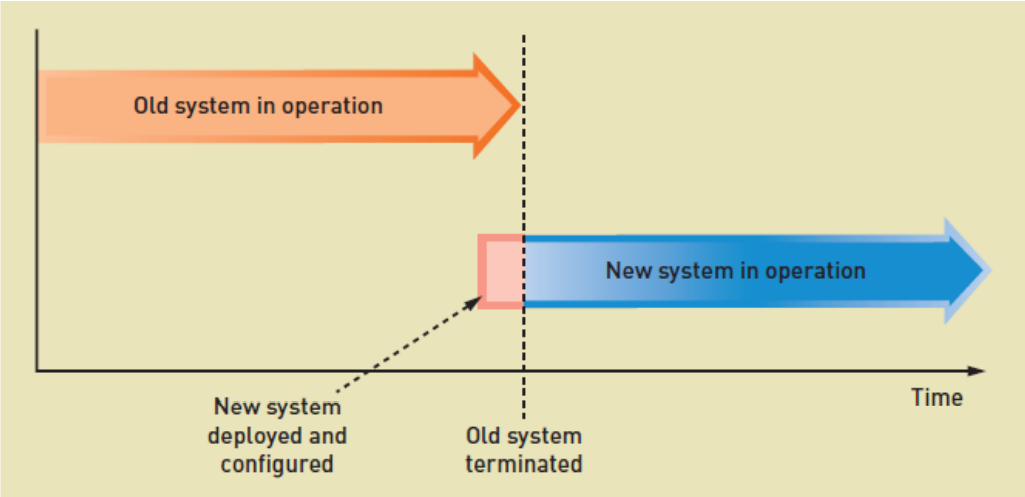 Old system in operation
New system in operation
Time
New system
deployed and
configured
Old system
terminated